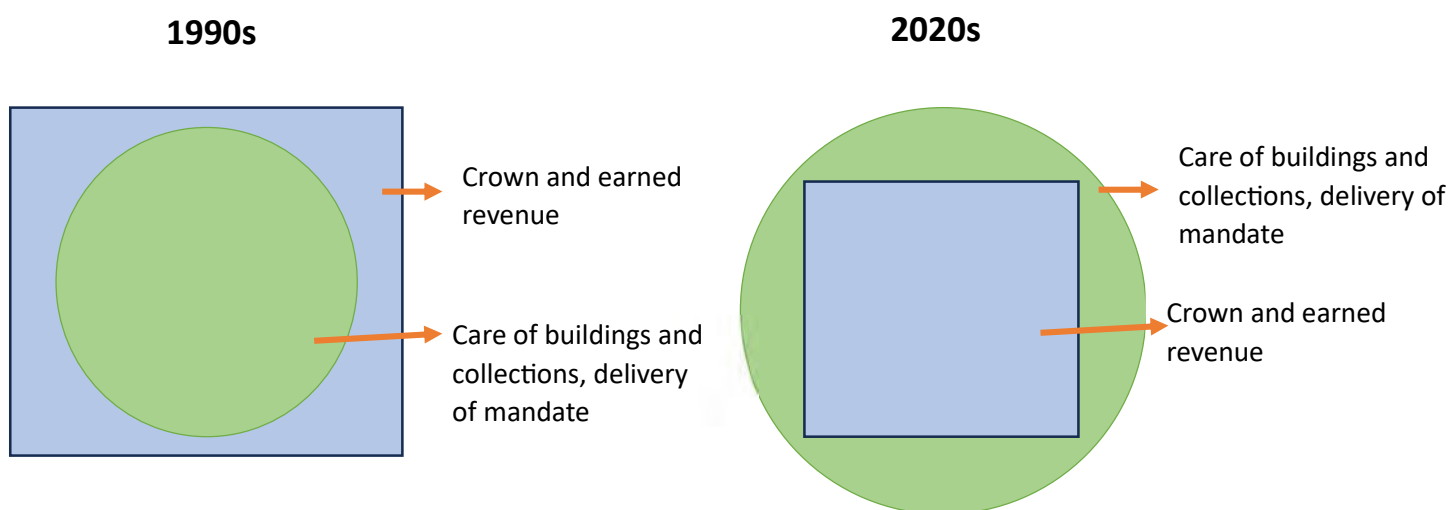 1990s
Crown and earned
revenue
Care of buildings and
collections, delivery
of mandate
2020s
Care of buildings and
collections, delivery of
mandate
Crown and earned
revenue